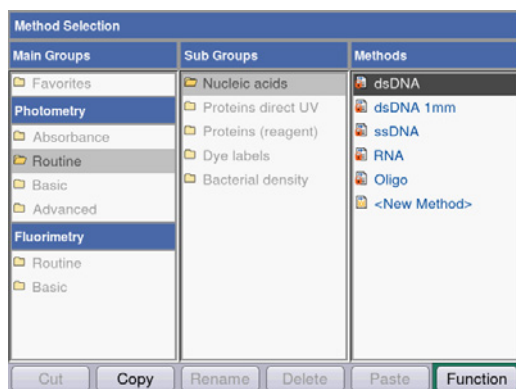 Method Selection
Main Groups
Favorites
Photometry
Absorbance
Routine
Basic
Advanced
Fluorimetry
Routine
Basic
Sub Groups
Nucleic acids
Proteins direct UV
Proteins (reagent)
Dye labels
Bacterial density
Methods
dsDNA
dsDNA 1mm
ssDNA
RNA
Oligo
<New Method>
Cut
Copy
Rename
Delete
Paste
Function